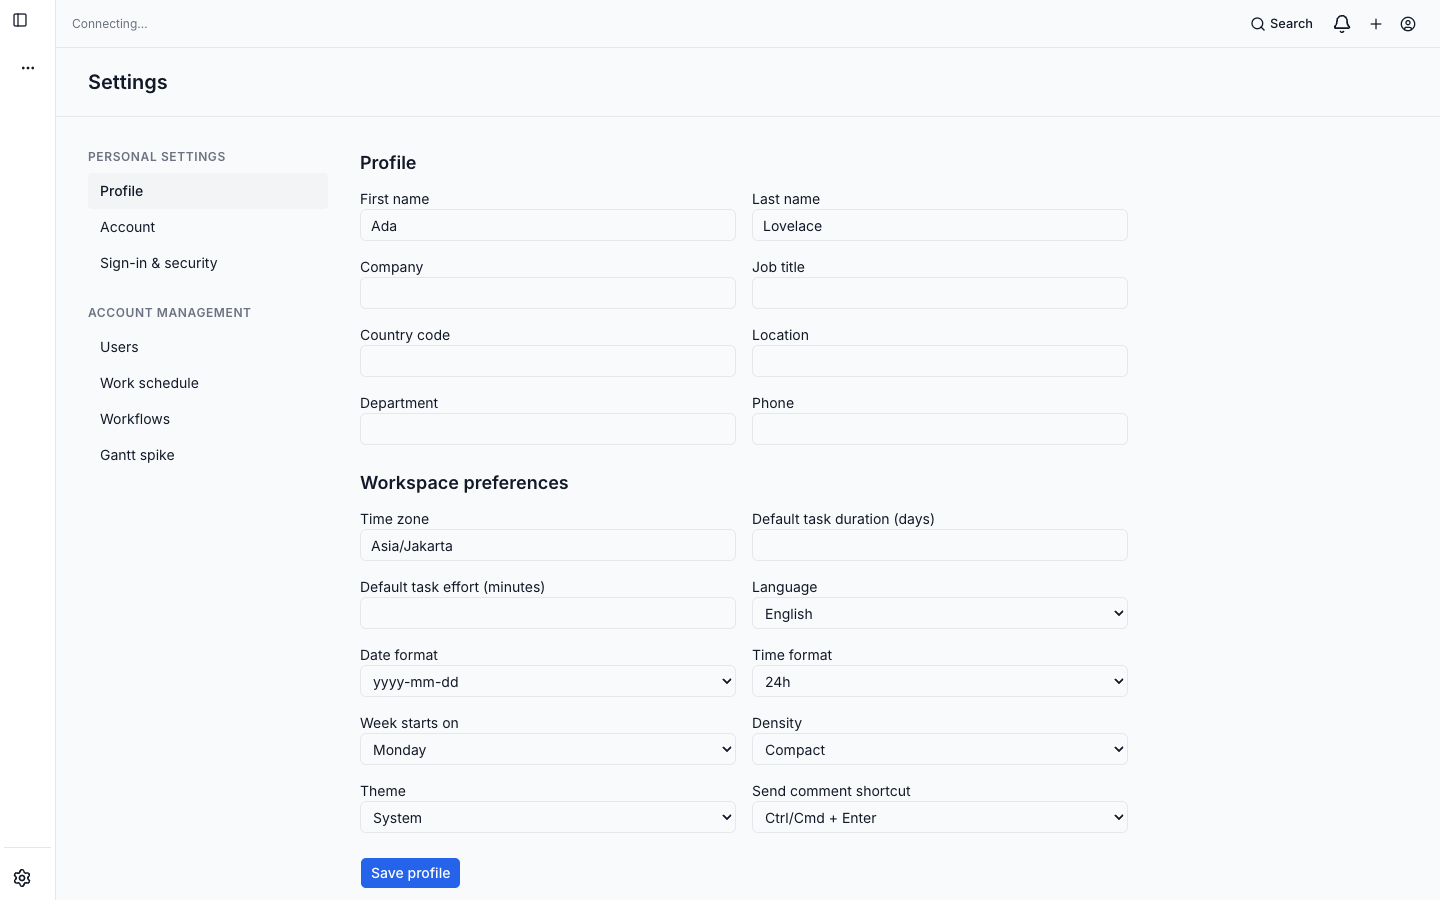 Connecting...
Search
Settings
PERSONAL SETTINGS
Profile
Account
Sign-in & security
ACCOUNT MANAGEMENT
Users
Work schedule
Workflows
Gantt spike
Profile
First name
Last name
Ada
Lovelace
Company
Job title
Country code
Location
Department
Phone
Workspace preferences
Time zone
Default task duration (days)
Asia/Jakarta
Default task effort (minutes)
Language
English
Date format
Time format
yyyy-mm-dd
24h
Week starts on
Density
Monday
Compact
Theme
Send comment shortcut
System
Ctrl/Cmd + Enter
Save profile